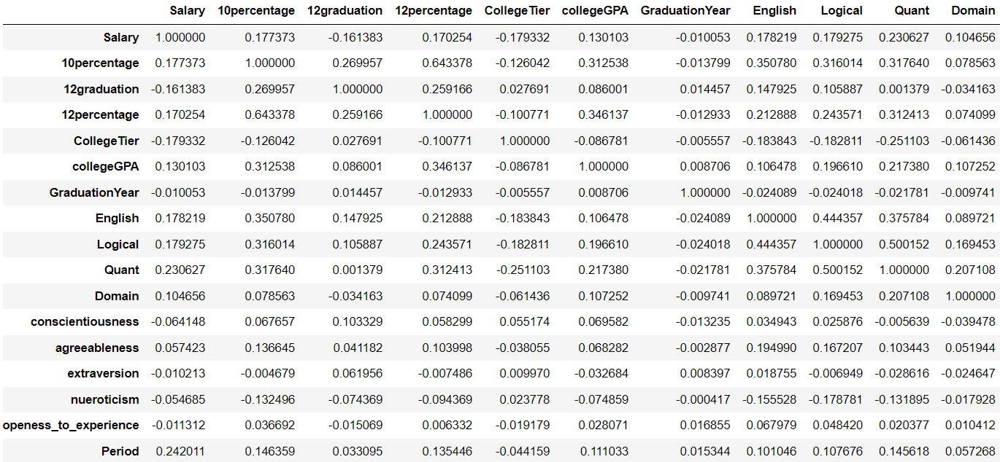 Salary 10percentage 12graduation 12percentage CollegeTier collegeGPA GraduationYear English Logical Quant Domain
Salary 1.000000 0.177373 -0.161383 0.170254 -0.179332 0.130103 -0.010053 0.178219 0.179275 0.230627 0.104656
10percentage 0.177373 1.000000 0.269957 0.643378 -0.126042 0.312538 -0.013799 0.350780 0.316014 0.317640 0.078563
12graduation -0.161383 0.269957 1.000000 0.259166 0.027691 0.086001 0.014457 0.147925 0.105887 0.001379 -0.034163
12percentage 0.170254 0.643378 0.259166 1.000000 -0.100771 0.346137 -0.012933 0.212888 0.243571 0.312413 0.074099
CollegeTier -0.179332 -0.126042 0.027691 -0.100771 1.000000 -0.086781 -0.005557 -0.183843 -0.182811 -0.251103 -0.061436
collegeGPA 0.130103 0.312538 0.086001 0.346137 -0.086781 1.000000 0.008706 0.106478 0.196610 0.217380 0.107252
GraduationYear -0.010053 -0.013799 0.014457 -0.012933 -0.005557 0.008706 1.000000 -0.024089 -0.024018 -0.021781 -0.009741
English 0.178219 0.350780 0.147925 0.212888 -0.183843 0.106478 -0.024089 1.000000 0.444357 0.375784 0.089721
Logical 0.179275 0.316014 0.105887 0.243571 -0.182811 0.196610 -0.024018 0.444357 1.000000 0.500152 0.169453
Quant 0.230627 0.317640 0.001379 0.312413 -0.251103 0.217380 -0.021781 0.375784 0.500152 1.000000 0.207108
Domain 0.104656 0.078563 -0.034163 0.074099 -0.061436 0.107252 -0.009741 0.089721 0.169453 0.207108 1.000000
conscientiousness -0.064148 0.067657 0.103329 0.058299 0.055174 0.069582 -0.013235 0.034943 0.025876 -0.005639 -0.039478
agreeableness 0.057423 0.136645 0.041182 0.103998 -0.038055 0.068282 -0.002877 0.194990 0.167207 0.103443 0.051944
extraversion -0.010213 -0.004679 0.061956 -0.007486 0.009970 -0.032684 0.008397 0.018755 -0.006949 -0.028616 -0.024647
nueroticism -0.054685 -0.132496 -0.074369 -0.094369 0.023778 -0.074859 -0.000417 -0.155528 -0.178781 -0.131895 -0.017928
openess_to_experience -0.011312 0.036692 -0.015069 0.006332 -0.019179 0.028071 0.016855 0.067979 0.048420 0.020377 0.010412
Period 0.242011 0.146359 0.033095 0.135446 -0.044159 0.111033 0.015344 0.101046 0.107676 0.145618 0.057268